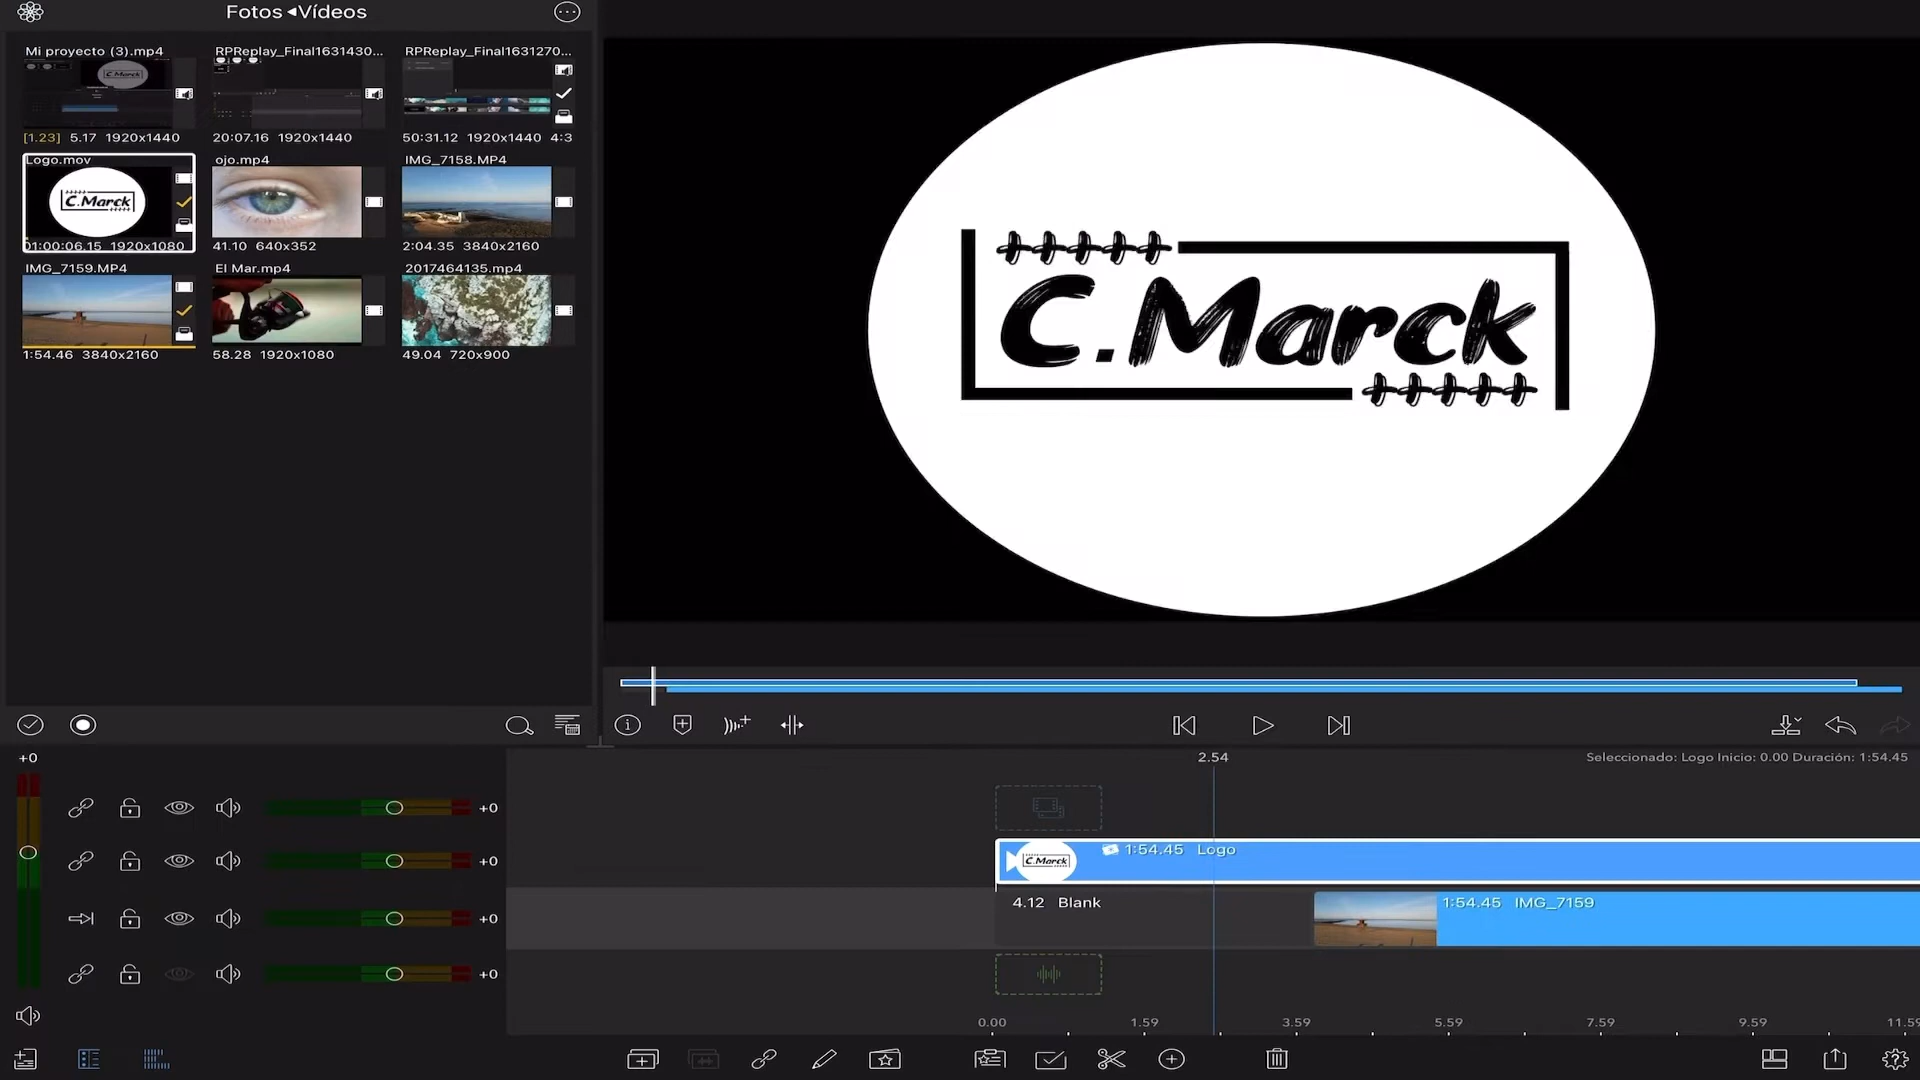 Fotos ◂Vídeos
Mi proyecto (3).mp4
RPReplay_Final1631430...
RPReplay_Final1631270...
[1.23] 5.17 1920x1440
20:07.16 1920x1440
50:31.12 1920x1440 4:3
Logo.mov
ojo.mp4
IMG_7158.MP4
C.Marck
01:00:06.15 1920x1080
41.10 640x352
2:04.35 3840x2160
IMG_7159.MP4
El Mar.mp4
2017464135.mp4
1:54.46 3840x2160
58.28 1920x1080
49.04 720x900
C.Marck
+0
2.54
Seleccionado: Logo Inicio: 0.00 Duración: 1:54.45
+0
C.Marck
1:54.45 Logo
+0
4.12 Blank
1:54.45 IMG_7159
+0
+0
0.00 1.59 3.59 5.59 7.59 9.59 11.59